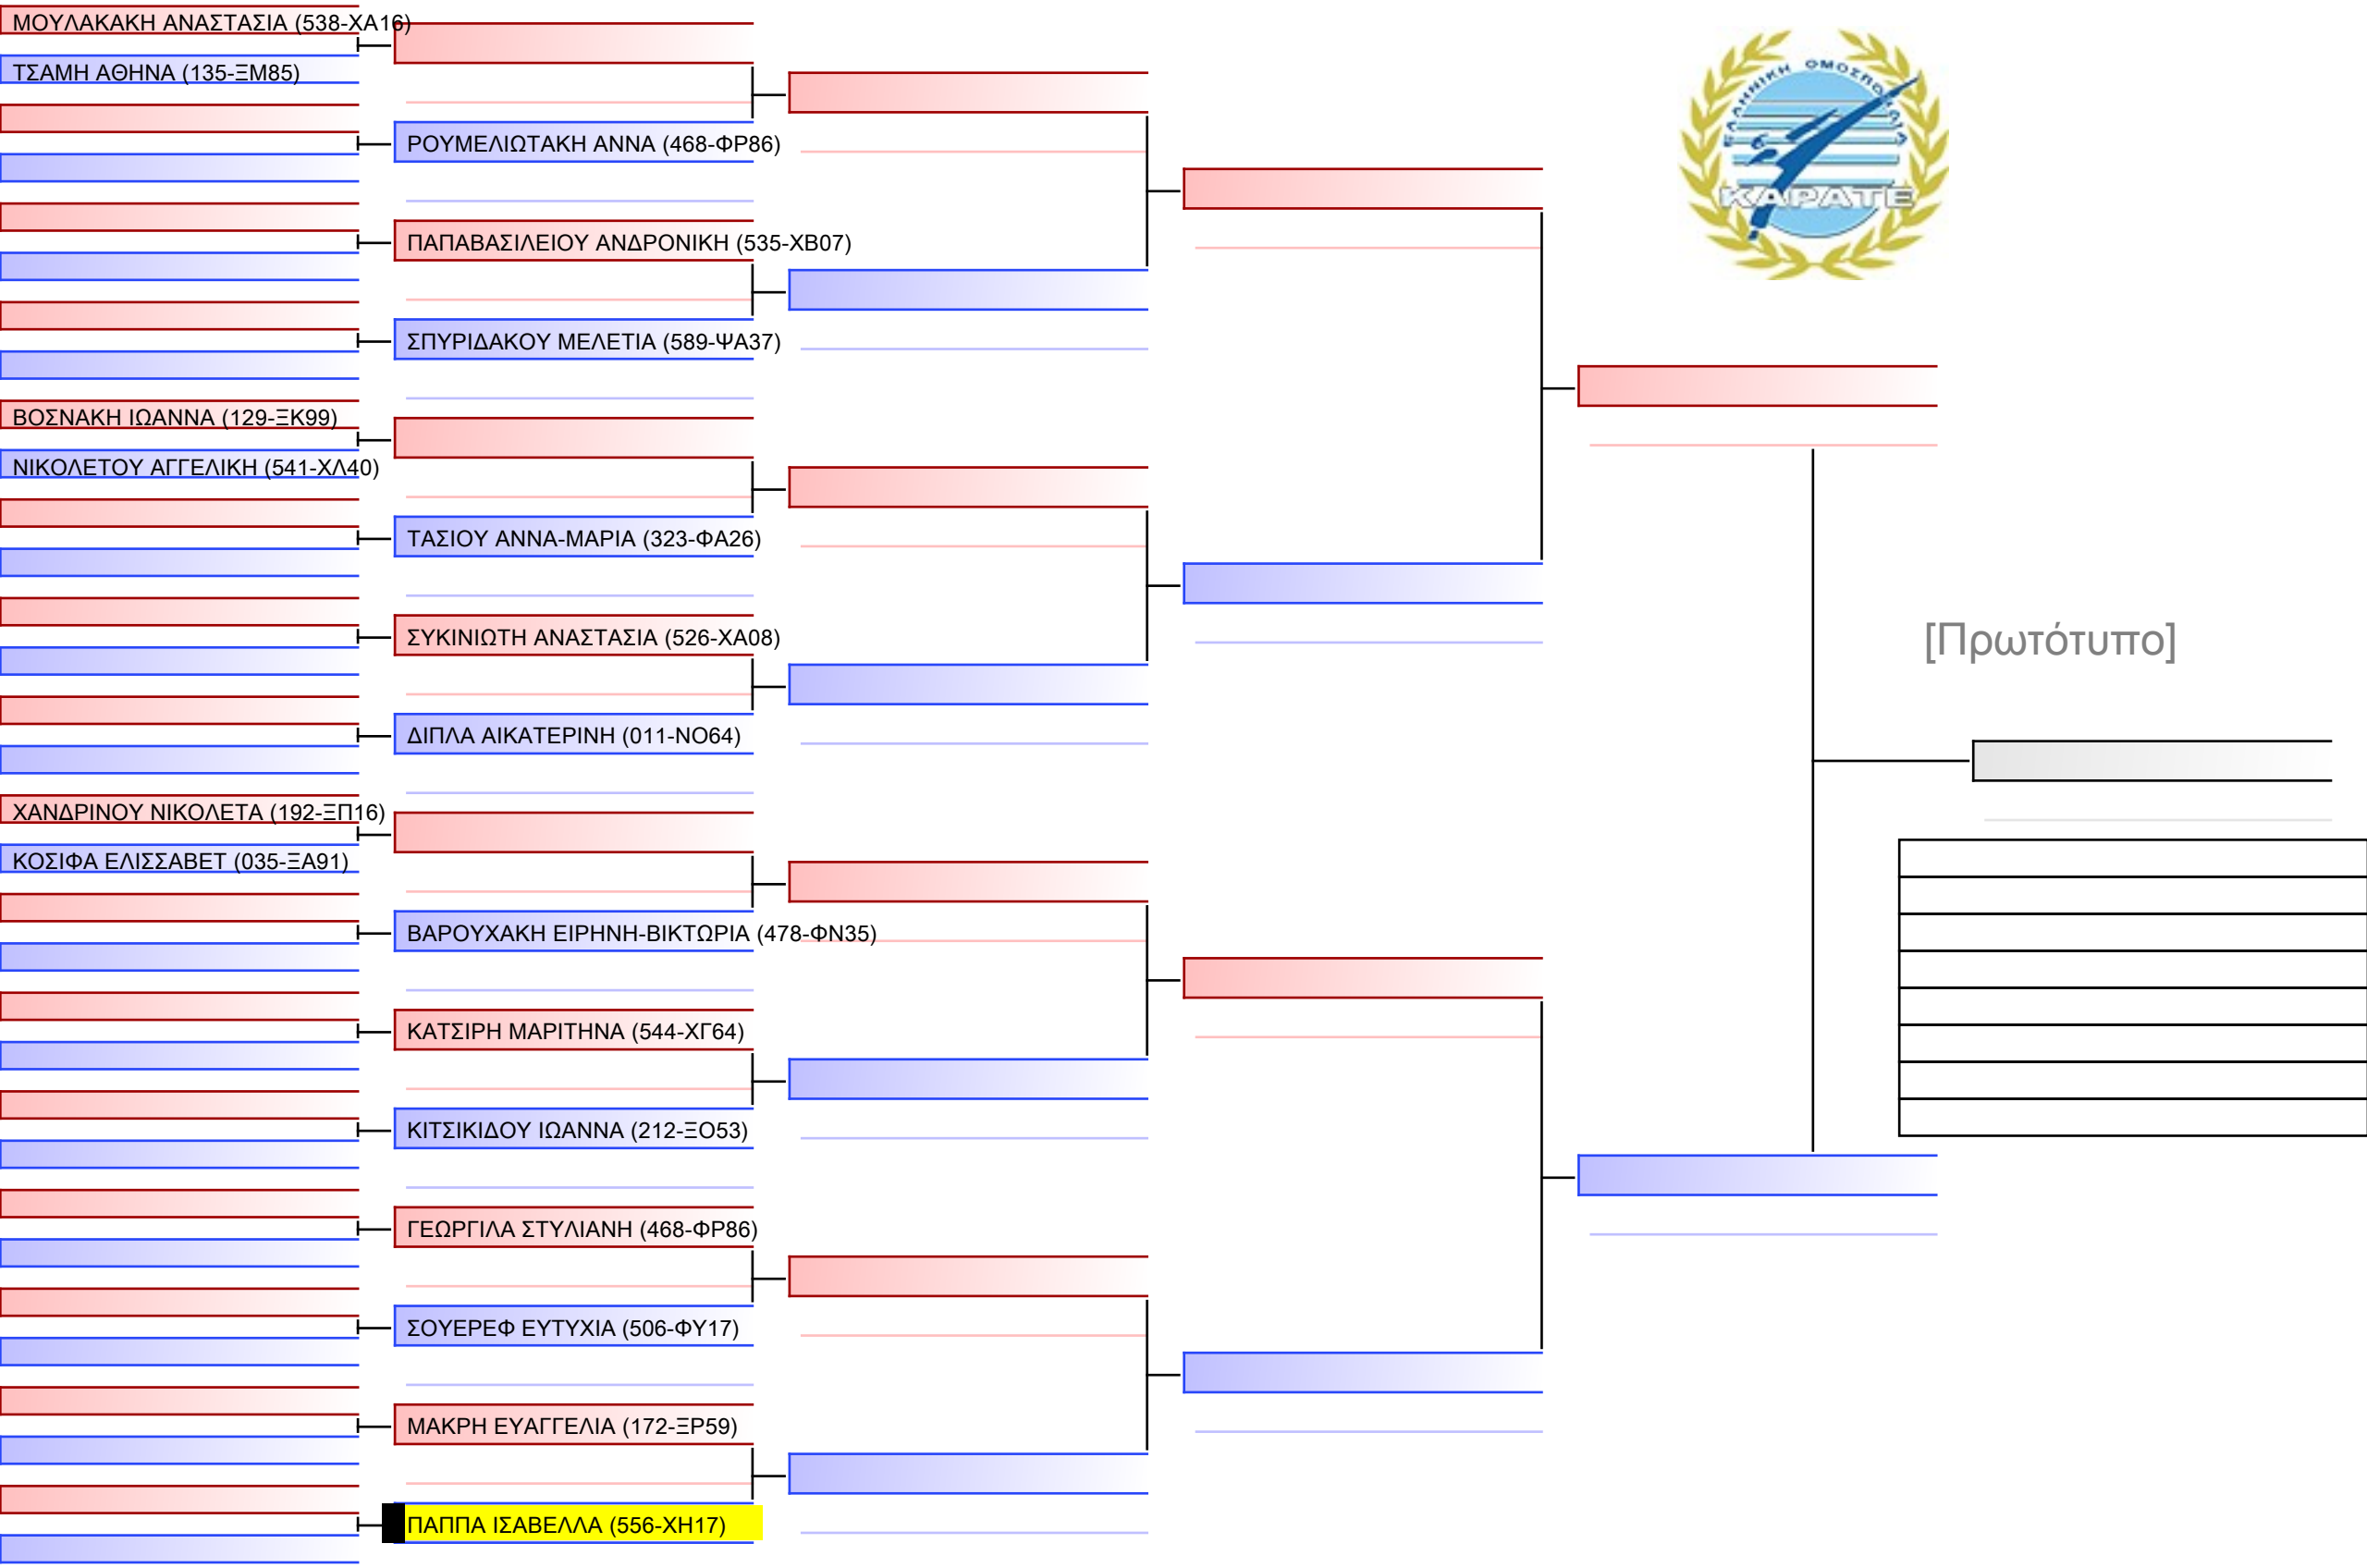 ΜΟΥΛΑΚΑΚΗ ΑΝΑΣΤΑΣΙΑ (538-ΧΑ16)
ΤΣΑΜΗ ΑΘΗΝΑ (135-ΞΜ85)
ΡΟΥΜΕΛΙΩΤΑΚΗ ΑΝΝΑ (468-ΦΡ86)
ΠΑΠΑΒΑΣΙΛΕΙΟΥ ΑΝΔΡΟΝΙΚΗ (535-ΧΒ07)
ΣΠΥΡΙΔΑΚΟΥ ΜΕΛΕΤΙΑ (589-ΨΑ37)
ΒΟΣΝΑΚΗ ΙΩΑΝΝΑ (129-ΞΚ99)
ΝΙΚΟΛΕΤΟΥ ΑΓΓΕΛΙΚΗ (541-ΧΛ40)
ΤΑΣΙΟΥ ΑΝΝΑ-ΜΑΡΙΑ (323-ΦΑ26)
ΣΥΚΙΝΙΩΤΗ ΑΝΑΣΤΑΣΙΑ (526-ΧΑ08)
ΔΙΠΛΑ ΑΙΚΑΤΕΡΙΝΗ (011-ΝΟ64)
ΧΑΝΔΡΙΝΟΥ ΝΙΚΟΛΕΤΑ (192-ΞΠ16)
ΚΟΣΙΦΑ ΕΛΙΣΣΑΒΕΤ (035-ΞΑ91)
ΒΑΡΟΥΧΑΚΗ ΕΙΡΗΝΗ-ΒΙΚΤΩΡΙΑ (478-ΦΝ35)
ΚΑΤΣΙΡΗ ΜΑΡΙΤΗΝΑ (544-ΧΓ64)
ΚΙΤΣΙΚΙΔΟΥ ΙΩΑΝΝΑ (212-ΞΟ53)
ΓΕΩΡΓΙΛΑ ΣΤΥΛΙΑΝΗ (468-ΦΡ86)
ΣΟΥΕΡΕΦ ΕΥΤΥΧΙΑ (506-ΦΥ17)
ΜΑΚΡΗ ΕΥΑΓΓΕΛΙΑ (172-ΞΡ59)
ΠΑΠΠΑ ΙΣΑΒΕΛΛΑ (556-ΧΗ17)
ΕΛΛΗΝΙΚΗ ΟΜΟΣΠΟΝΔΙΑ
ΚΑΡΑΤΕ
[Πρωτότυπο]